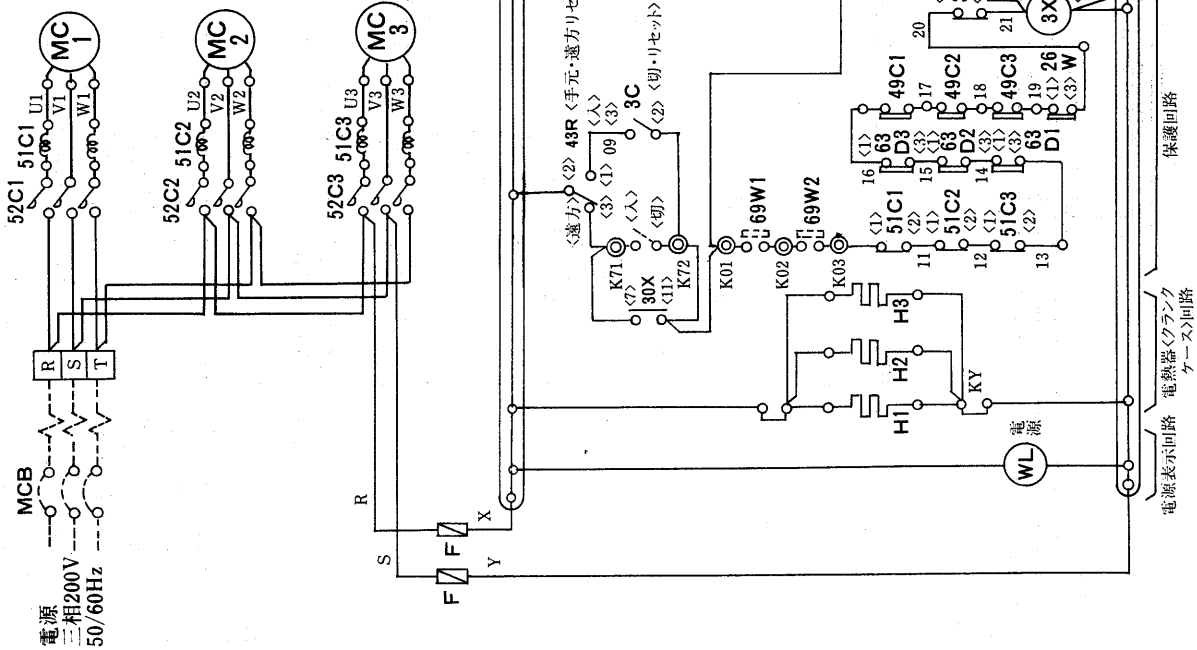 電源
三相200V
50/60Hz
MCB
R
S
T
52C1
51C1
U1
V1
W1
MC
1
52C2
51C2
U2
V2
W2
MC
2
52C3
51C3
U3
V3
W3
MC
3
R
S
F
F
X
Y
43R〈手元・遠方リセ
〈遠方〉
〈2〉
〈3〉
〈1〉
09
〈入〉
〈3〉
3C
〈2〉
〈切・リセット〉
〈入〉
〈切〉
K71
K72
〈7〉
30X
〈11〉
K01
69W1
K02
69W2
K03
〈1〉
51C1
〈2〉
11
〈1〉
51C2
〈2〉
12
〈1〉
51C3
〈2〉
13
14
〈1〉
63
D1
〈3〉
15
〈1〉
63
D2
〈3〉
16
〈1〉
63
D3
〈3〉
49C1
17
49C2
18
49C3
19
〈1〉
26
W
〈3〉
20
21
3X
H1
H2
H3
KY
WL
電源
電源表示回路
電熱器〈クランク
ケース〉回路
保護回路